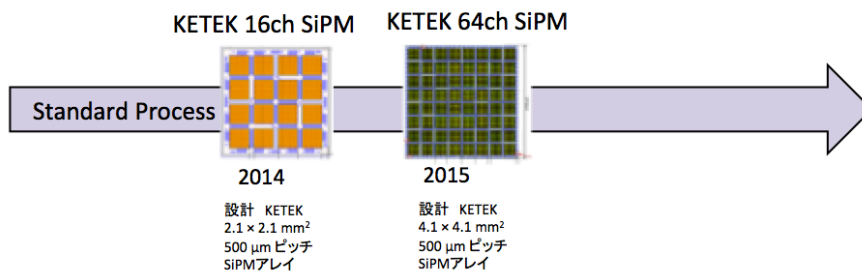 KETEK 16ch SiPM
KETEK 64ch SiPM
Standard Process
2014
設計 KETEK
2.1 × 2.1 mm²
500 μm ピッチ
SiPMアレイ
2015
設計 KETEK
4.1 × 4.1 mm²
500 μm ピッチ
SiPMアレイ